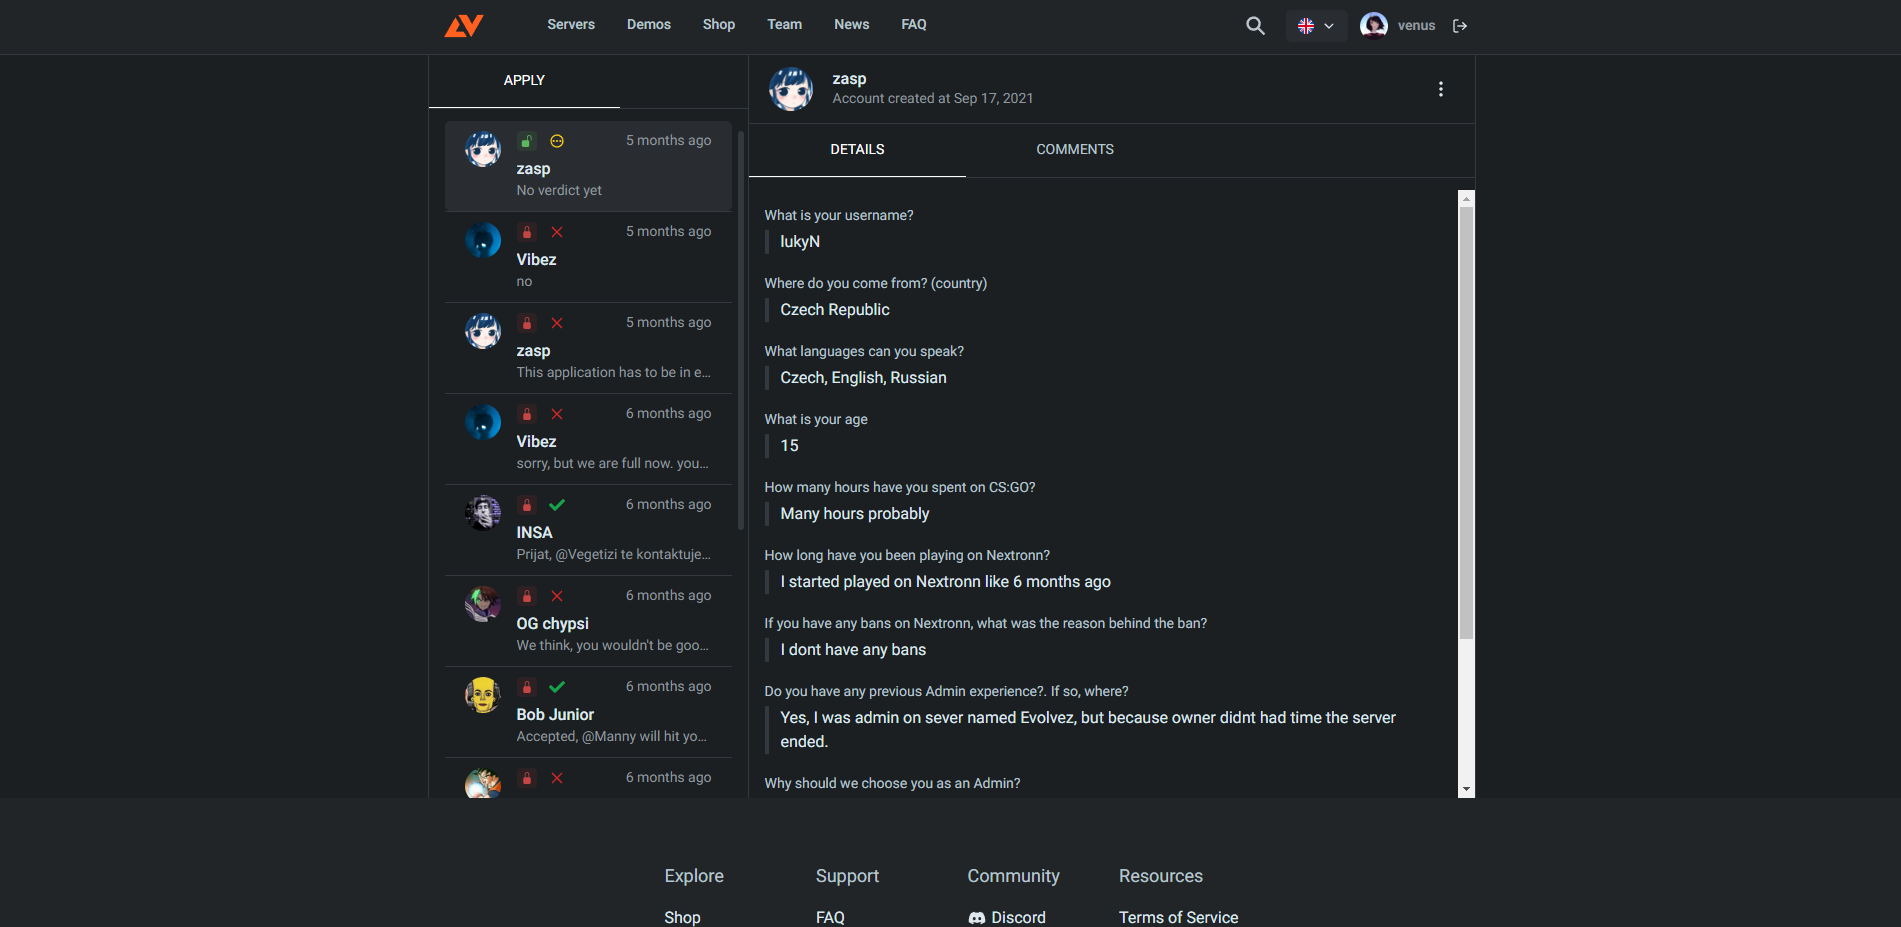 Servers Demos Shop Team News FAQ venus
APPLY
5 months ago
zasp
No verdict yet
5 months ago
Vibez
no
5 months ago
zasp
This application has to be in e...
6 months ago
Vibez
sorry, but we are full now. you...
6 months ago
INSA
Prijat, @Vegetizi te kontaktuje...
6 months ago
OG chypsi
We think, you wouldn't be goo...
6 months ago
Bob Junior
Accepted, @Manny will hit yo...
6 months ago
zasp
Account created at Sep 17, 2021
DETAILS COMMENTS
What is your username?
lukyN
Where do you come from? (country)
Czech Republic
What languages can you speak?
Czech, English, Russian
What is your age
15
How many hours have you spent on CS:GO?
Many hours probably
How long have you been playing on Nextronn?
I started played on Nextronn like 6 months ago
If you have any bans on Nextronn, what was the reason behind the ban?
I dont have any bans
Do you have any previous Admin experience?. If so, where?
Yes, I was admin on sever named Evolvez, but because owner didnt had time the server
ended.
Why should we choose you as an Admin?
Explore Support Community Resources
Shop FAQ Discord Terms of Service